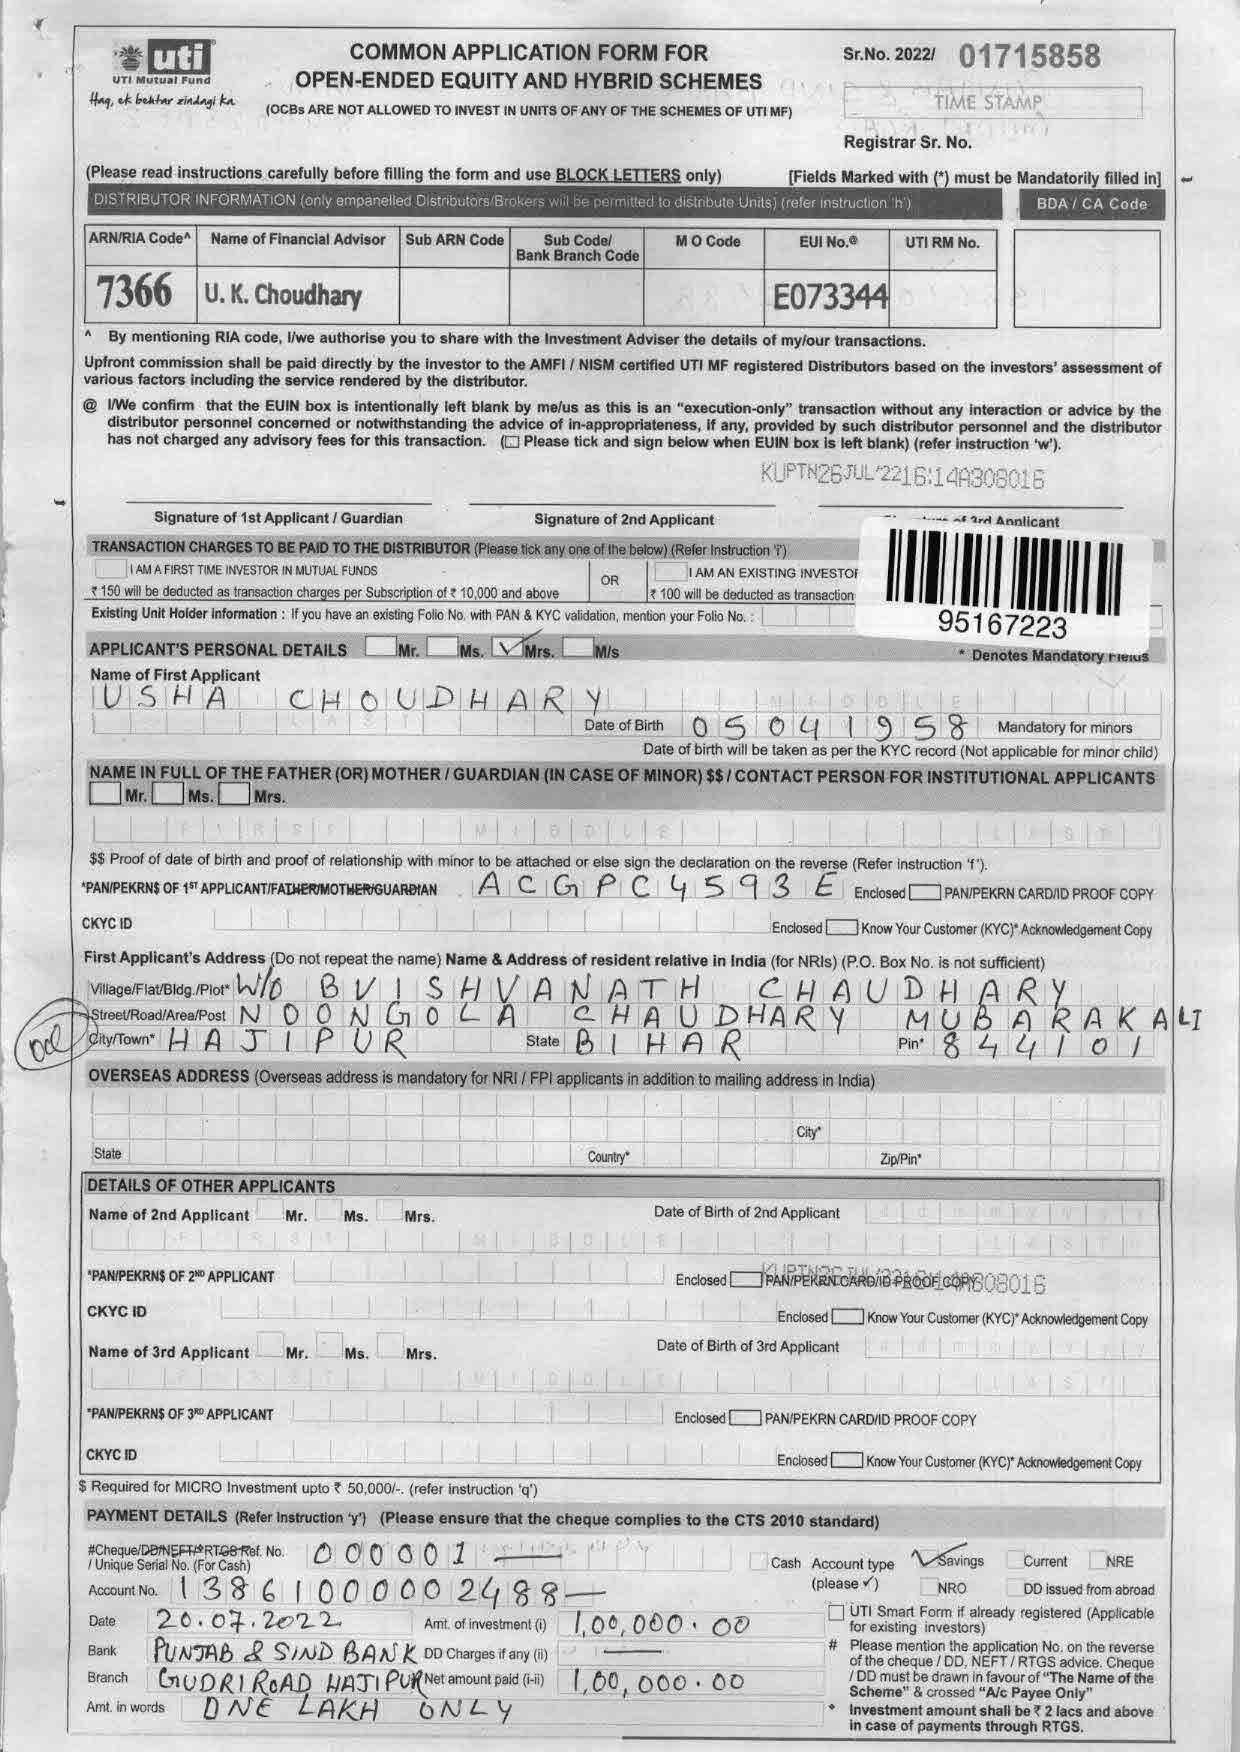 uti
UTI Mutual Fund
Haq, ek behtar zindagi ka
COMMON APPLICATION FORM FOR
OPEN-ENDED EQUITY AND HYBRID SCHEMES
(OCBs ARE NOT ALLOWED TO INVEST IN UNITS OF ANY OF THE SCHEMES OF UTI MF)
Sr.No. 2022/ 01715858
TIME STAMP
Registrar Sr. No.
(Please read instructions carefully before filling the form and use BLOCK LETTERS only) [Fields Marked with (*) must be Mandatorily filled in]
DISTRIBUTOR INFORMATION (only empanelled Distributors/Brokers will be permitted to distribute Units) (refer instruction 'h') BDA / CA Code
ARN/RIA Code^ Name of Financial Advisor Sub ARN Code Sub Code/ Bank Branch Code M O Code EUI No.@ UTI RM No.
7366 U. K. Choudhary E073344
^ By mentioning RIA code, I/we authorise you to share with the Investment Adviser the details of my/our transactions.
Upfront commission shall be paid directly by the investor to the AMFI / NISM certified UTI MF registered Distributors based on the investors' assessment of
various factors including the service rendered by the distributor.
@ I/We confirm that the EUIN box is intentionally left blank by me/us as this is an "execution-only" transaction without any interaction or advice by the
distributor personnel concerned or notwithstanding the advice of in-appropriateness, if any, provided by such distributor personnel and the distributor
has not charged any advisory fees for this transaction. (☐ Please tick and sign below when EUIN box is left blank) (refer instruction 'w').
KUPTN26JUL'2216:14A308016
Signature of 1st Applicant / Guardian Signature of 2nd Applicant of 3rd Applicant
TRANSACTION CHARGES TO BE PAID TO THE DISTRIBUTOR (Please tick any one of the below) (Refer Instruction 'i')
I AM A FIRST TIME INVESTOR IN MUTUAL FUNDS OR I AM AN EXISTING INVESTOR
₹ 150 will be deducted as transaction charges per Subscription of ₹ 10,000 and above ₹ 100 will be deducted as transaction
Existing Unit Holder information : If you have an existing Folio No. with PAN & KYC validation, mention your Folio No. :
95167223
APPLICANT'S PERSONAL DETAILS Mr. Ms. ✓ Mrs. M/s * Denotes Mandatory Fields
Name of First Applicant
USHA CHOUDHARY
Date of Birth 05041958 Mandatory for minors
Date of birth will be taken as per the KYC record (Not applicable for minor child)
NAME IN FULL OF THE FATHER (OR) MOTHER / GUARDIAN (IN CASE OF MINOR) $$ / CONTACT PERSON FOR INSTITUTIONAL APPLICANTS
Mr. Ms. Mrs.
FIRST MIDDLE LAST
$$ Proof of date of birth and proof of relationship with minor to be attached or else sign the declaration on the reverse (Refer instruction 'f').
*PAN/PEKRN$ OF 1ST APPLICANT/FATHER/MOTHER/GUARDIAN ACGPC4593E Enclosed PAN/PEKRN CARD/ID PROOF COPY
CKYC ID Enclosed Know Your Customer (KYC)* Acknowledgement Copy
First Applicant's Address (Do not repeat the name) Name & Address of resident relative in India (for NRIs) (P.O. Box No. is not sufficient)
Village/Flat/Bldg./Plot* W/o BVISHVANATH CHAUDHARY
Street/Road/Area/Post NOONGOLA CHAUDHARY MUBARAKALI
City/Town* HAJIPUR State BIHAR Pin* 844101
OVERSEAS ADDRESS (Overseas address is mandatory for NRI / FPI applicants in addition to mailing address in India)
City*
State Country* Zip/Pin*
DETAILS OF OTHER APPLICANTS
Name of 2nd Applicant Mr. Ms. Mrs. Date of Birth of 2nd Applicant
FIRST MIDDLE LAST
*PAN/PEKRN$ OF 2ND APPLICANT Enclosed PAN/PEKRN CARD/ID PROOF COPY
KUPTN26JUL'2216:14A308016
CKYC ID Enclosed Know Your Customer (KYC)* Acknowledgement Copy
Name of 3rd Applicant Mr. Ms. Mrs. Date of Birth of 3rd Applicant
FIRST MIDDLE LAST
*PAN/PEKRN$ OF 3RD APPLICANT Enclosed PAN/PEKRN CARD/ID PROOF COPY
CKYC ID Enclosed Know Your Customer (KYC)* Acknowledgement Copy
$ Required for MICRO Investment upto ₹ 50,000/-. (refer instruction 'q')
PAYMENT DETAILS (Refer Instruction 'y') (Please ensure that the cheque complies to the CTS 2010 standard)
#Cheque/DD/NEFT/*RTGS Ref. No. / Unique Serial No. (For Cash) 000001 Cash Account type (please ✓) ✓ Savings Current NRE
Account No. 13861000002488 NRO DD issued from abroad
Date 20.07.2022 Amt. of investment (i) 1,00,000.00
Bank PUNJAB & SIND BANK DD Charges if any (ii)
Branch GUDRI ROAD HAJIPUR Net amount paid (i-ii) 1,00,000.00
Amt. in words ONE LAKH ONLY
UTI Smart Form if already registered (Applicable
for existing investors)
# Please mention the application No. on the reverse
of the cheque / DD, NEFT / RTGS advice. Cheque
/ DD must be drawn in favour of "The Name of the
Scheme" & crossed "A/c Payee Only"
* Investment amount shall be ₹ 2 lacs and above
in case of payments through RTGS.